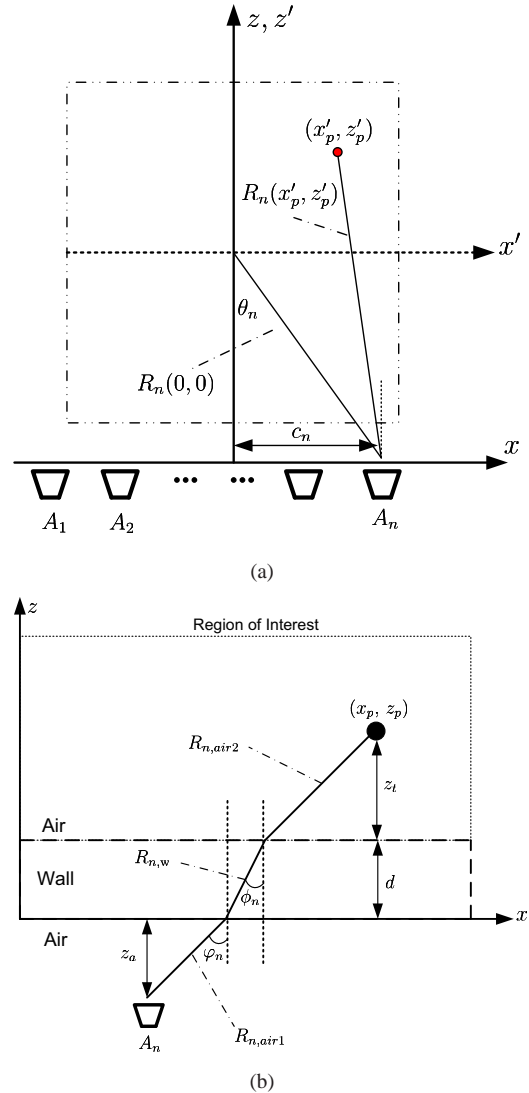 z, z′
(x′p, z′p)
Rn(x′p, z′p)
x′
θn
Rn(0, 0)
cn
x
A1 A2 ... ... An
(a)
z
Region of Interest
(xp, zp)
Rn,air2
zt
Air
Rn,w
Wall
ϕn
d
x
Air
za
φn
An
Rn,air1
(b)